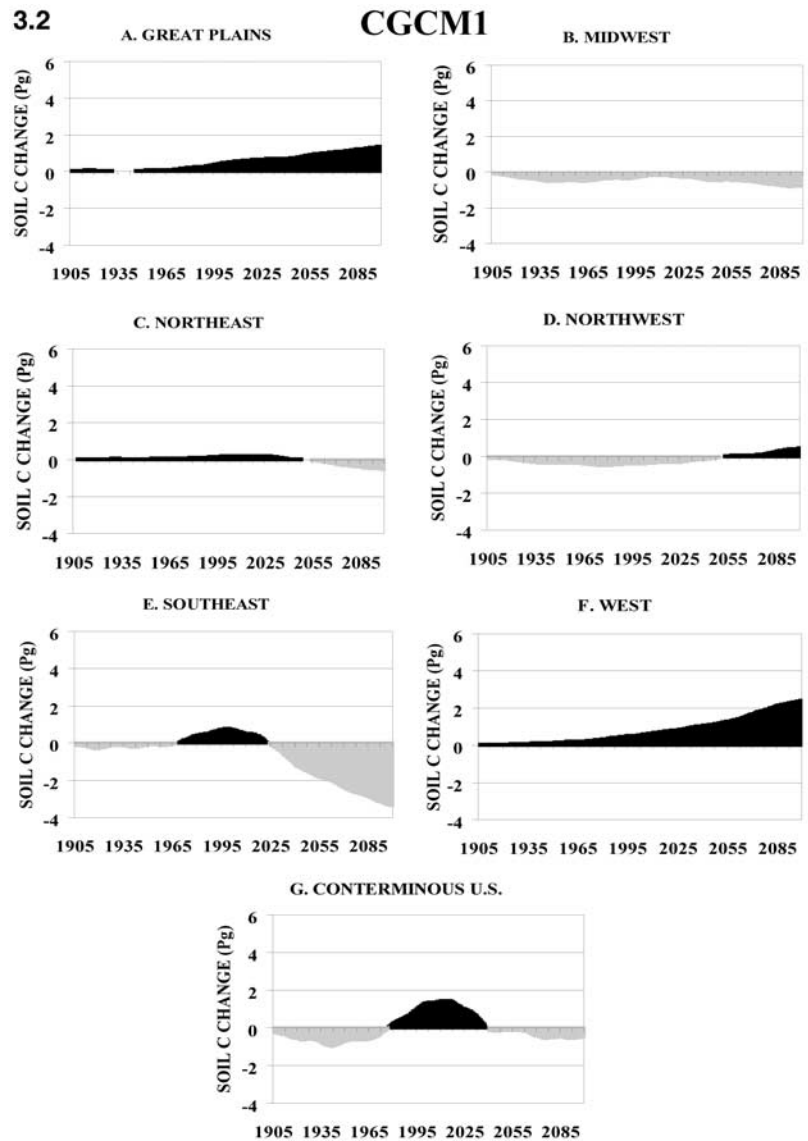 3.2
CGCM1
A. GREAT PLAINS
SOIL C CHANGE (Pg)
6
4
2
0
-2
-4
1905 1935 1965 1995 2025 2055 2085
B. MIDWEST
SOIL C CHANGE (Pg)
6
4
2
0
-2
-4
1905 1935 1965 1995 2025 2055 2085
C. NORTHEAST
SOIL C CHANGE (Pg)
6
4
2
0
-2
-4
1905 1935 1965 1995 2025 2055 2085
D. NORTHWEST
SOIL C CHANGE (Pg)
6
4
2
0
-2
-4
1905 1935 1965 1995 2025 2055 2085
E. SOUTHEAST
SOIL C CHANGE (Pg)
6
4
2
0
-2
-4
1905 1935 1965 1995 2025 2055 2085
F. WEST
SOIL C CHANGE (Pg)
6
4
2
0
-2
-4
1905 1935 1965 1995 2025 2055 2085
G. CONTERMINOUS U.S.
SOIL C CHANGE (Pg)
6
4
2
0
-2
-4
1905 1935 1965 1995 2025 2055 2085